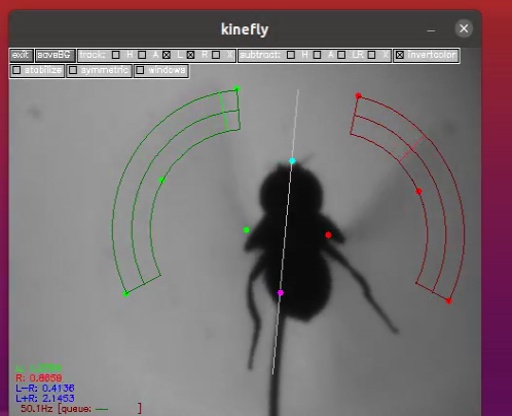 kinefly
exit saveBG track: H A L R X subtract: H A LR X invertcolor
stabilize symmetric windows
R: 0.8658
L-R: 0.4136
L+R: 2.1453
50.1Hz [queue: — ]